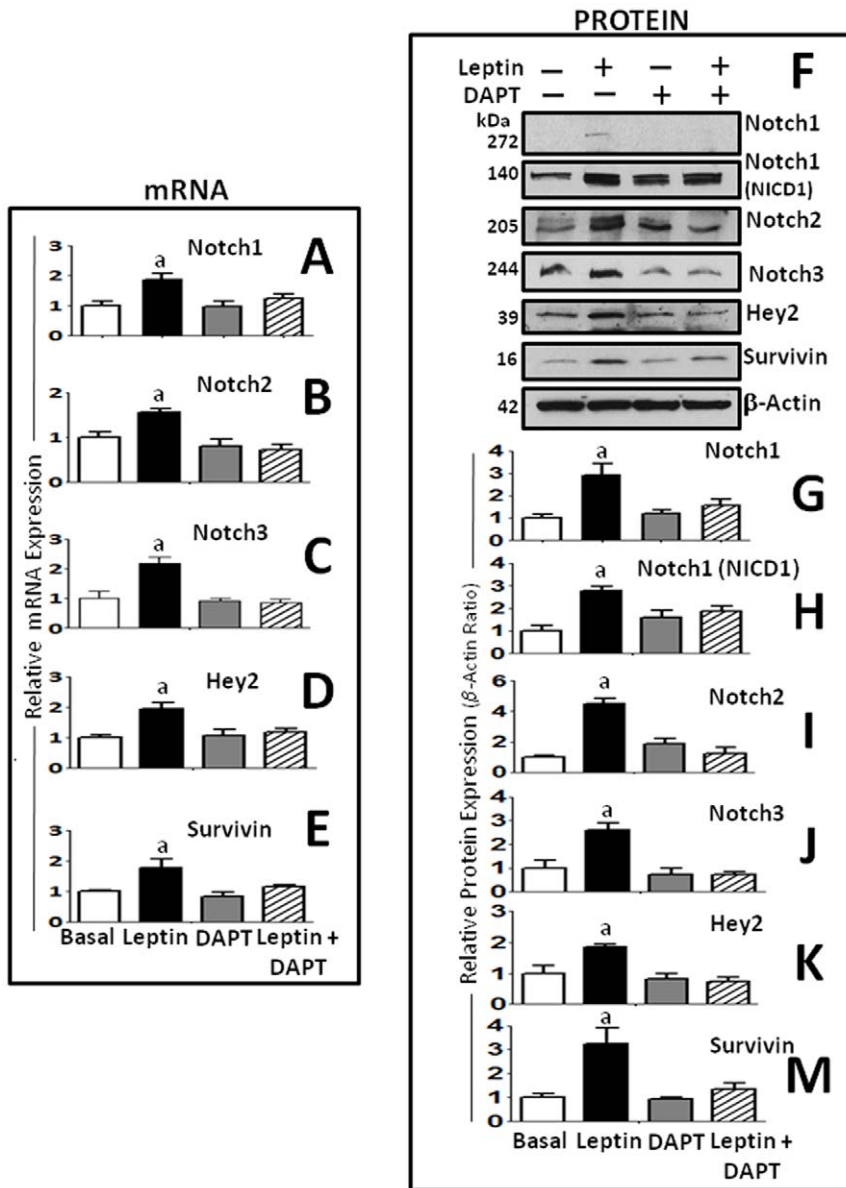 PROTEIN
Leptin − + − +
F
DAPT − − + +
kDa
272
Notch1
140
Notch1
(NICD1)
205
Notch2
244
Notch3
39
Hey2
16
Survivin
42
β-Actin
mRNA
Relative mRNA Expression
Notch1
A
3
2
1
0
a
Notch2
B
2
1
0
a
Notch3
C
3
2
1
0
a
Hey2
D
3
2
1
0
a
Survivin
E
3
2
1
0
a
Basal Leptin DAPT Leptin +
DAPT
Relative Protein Expression (β-Actin Ratio)
Notch1
G
4
3
2
1
0
a
Notch1 (NICD1)
H
4
3
2
1
0
a
Notch2
I
6
4
2
0
a
Notch3
J
4
3
2
1
0
a
Hey2
K
3
2
1
0
a
Survivin
M
4
3
2
1
0
a
Basal Leptin DAPT Leptin +
DAPT